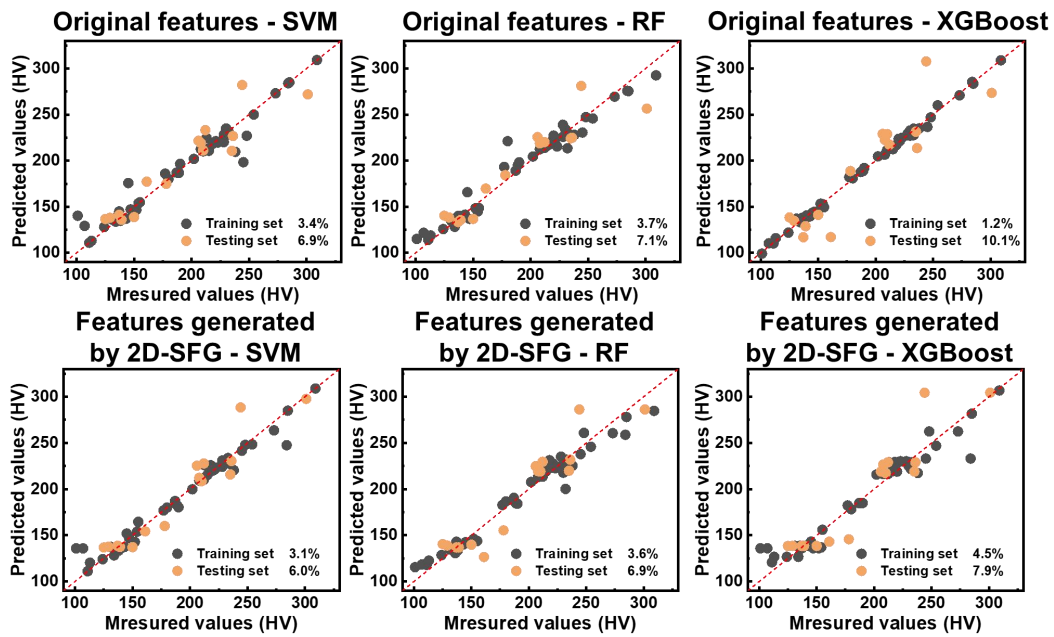 Original features - SVM
Predicted values (HV)
300
250
200
150
100
Training set 3.4%
Testing set 6.9%
100 150 200 250 300
Mresured values (HV)
Original features - RF
Predicted values (HV)
300
250
200
150
100
Training set 3.7%
Testing set 7.1%
100 150 200 250 300
Mresured values (HV)
Original features - XGBoost
Predicted values (HV)
300
250
200
150
100
Training set 1.2%
Testing set 10.1%
100 150 200 250 300
Mresured values (HV)
Features generated
by 2D-SFG - SVM
Predicted values (HV)
300
250
200
150
100
Training set 3.1%
Testing set 6.0%
100 150 200 250 300
Mresured values (HV)
Features generated
by 2D-SFG - RF
Predicted values (HV)
300
250
200
150
100
Training set 3.6%
Testing set 6.9%
100 150 200 250 300
Mresured values (HV)
Features generated
by 2D-SFG - XGBoost
Predicted values (HV)
300
250
200
150
100
Training set 4.5%
Testing set 7.9%
100 150 200 250 300
Mresured values (HV)